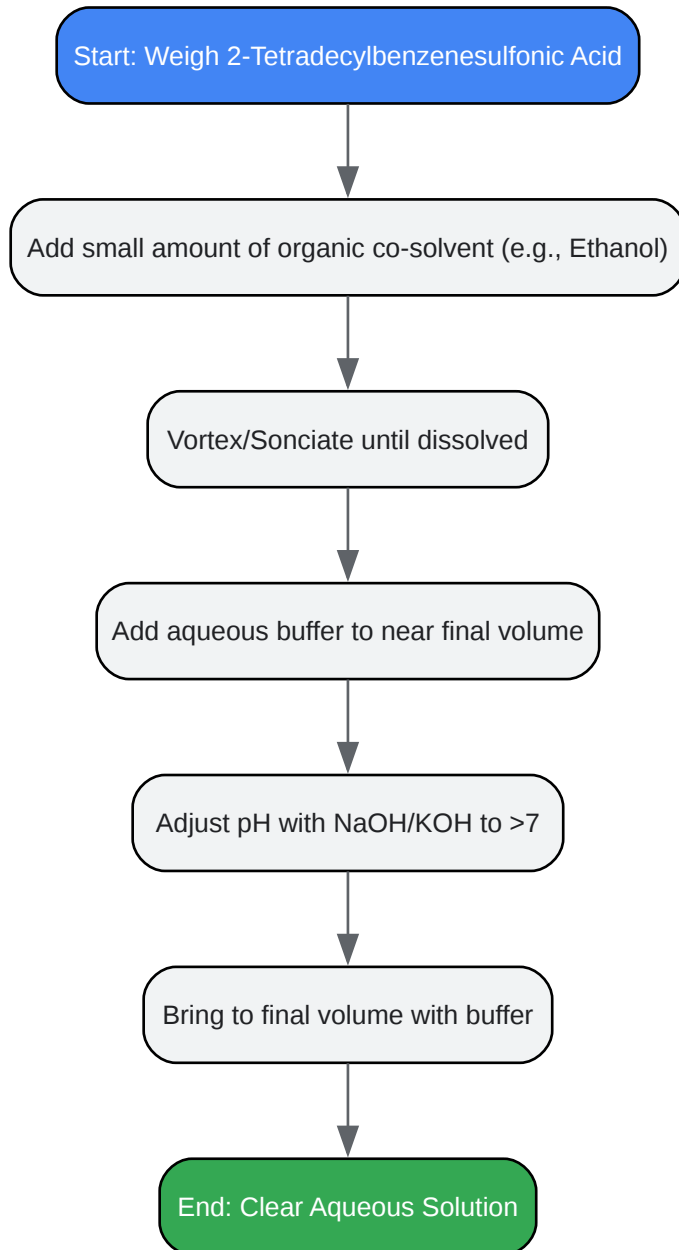 Start: Weigh 2-Tetradecylbenzenesulfonic Acid
Add small amount of organic co-solvent (e.g., Ethanol)
Vortex/Sonciate until dissolved
Add aqueous buffer to near final volume
Adjust pH with NaOH/KOH to >7
Bring to final volume with buffer
End: Clear Aqueous Solution